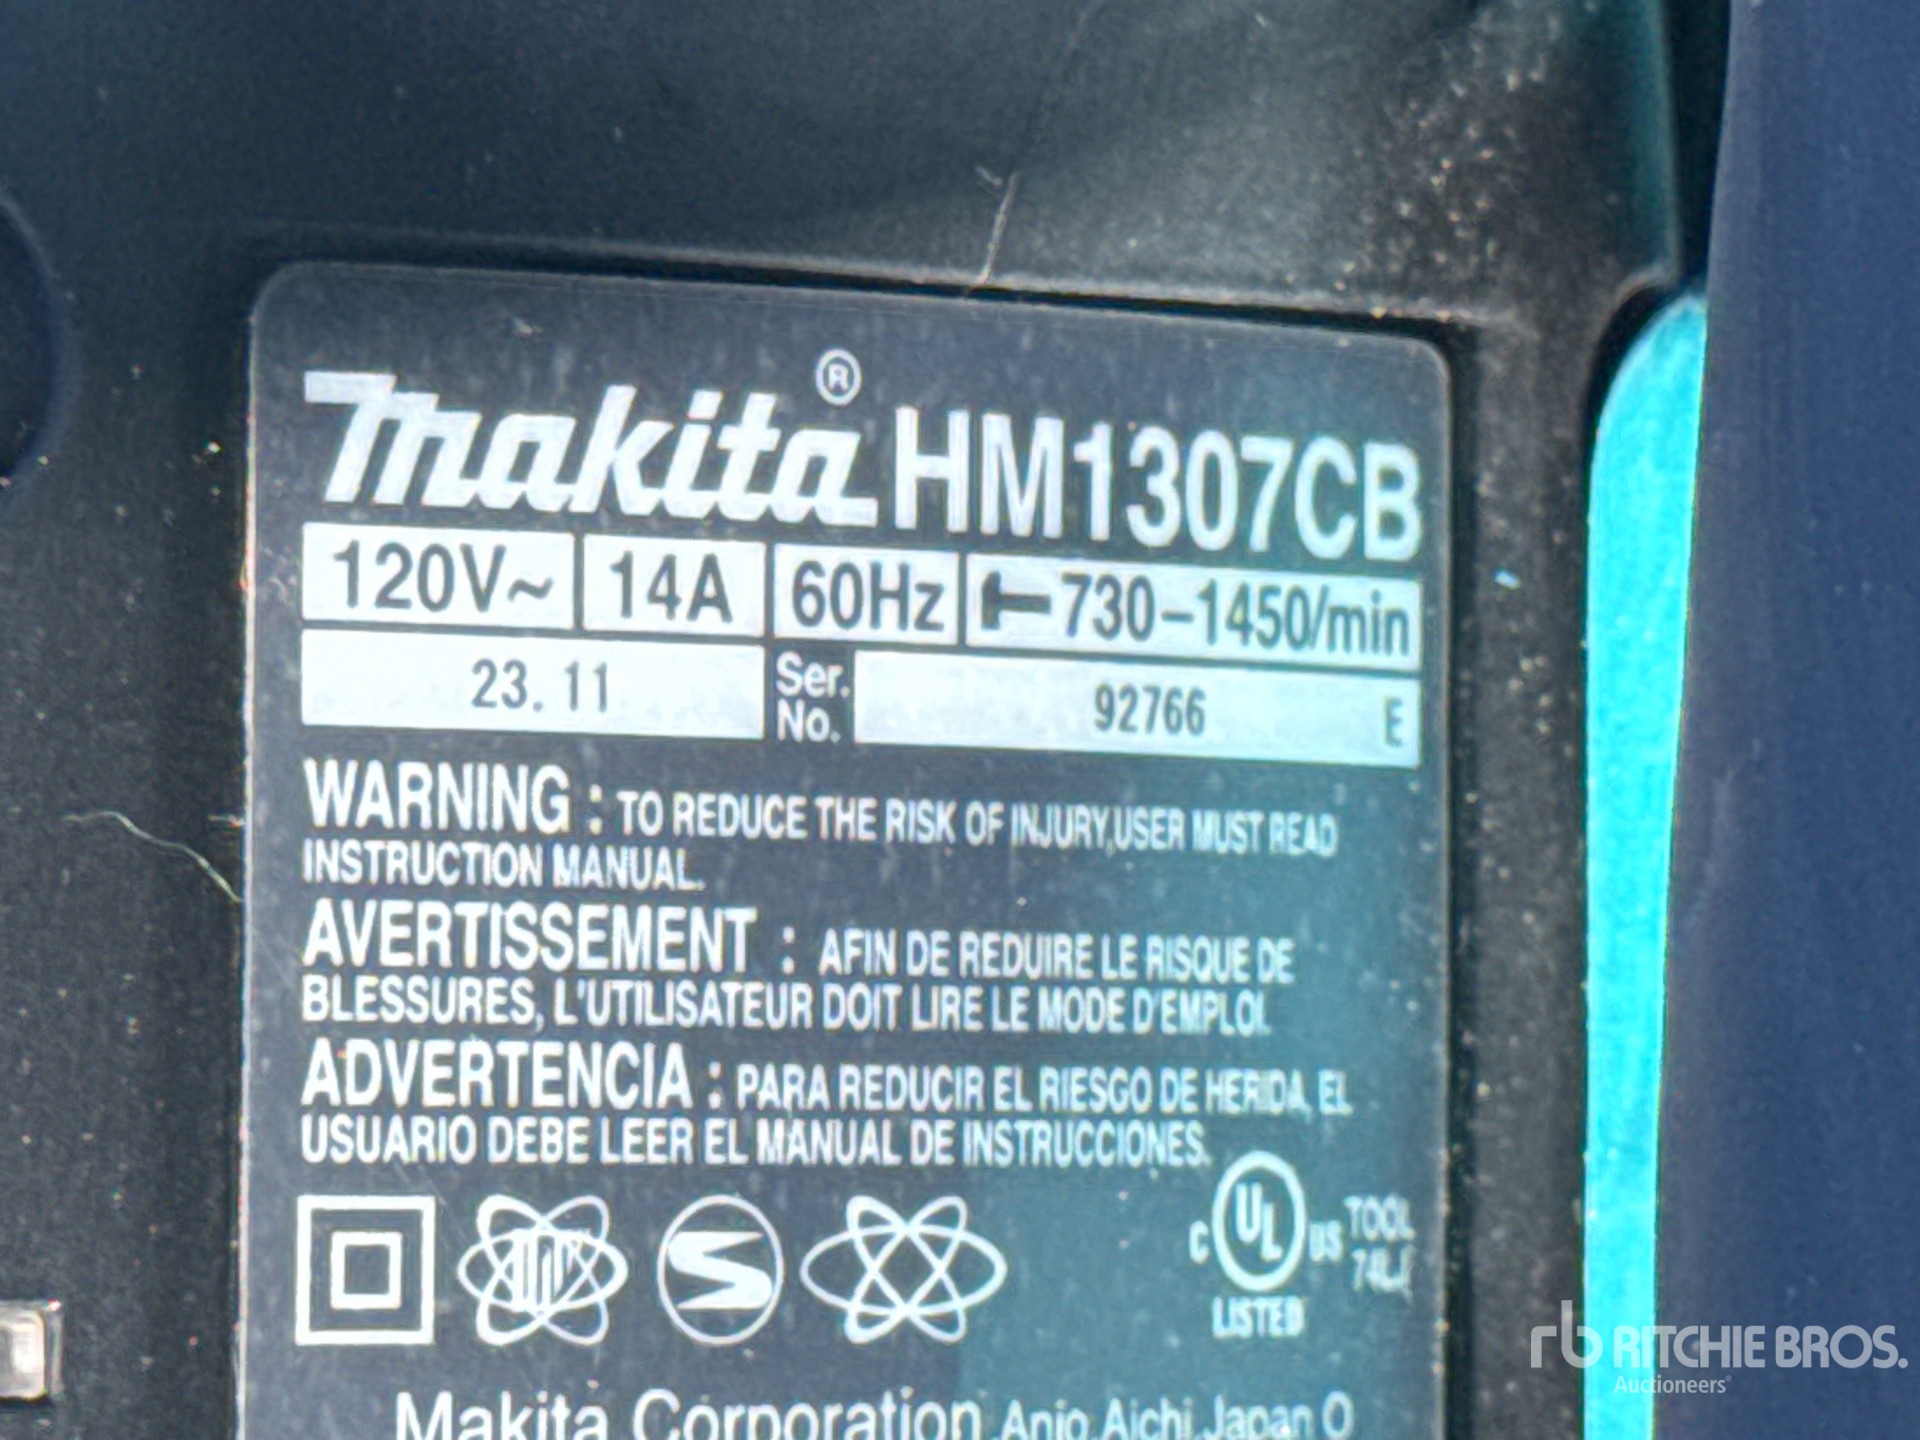 makita® HM1307CB
120V~ 14A 60Hz 730-1450/min
23.11 Ser. No. 92766 E
WARNING : TO REDUCE THE RISK OF INJURY,USER MUST READ
INSTRUCTION MANUAL.
AVERTISSEMENT : AFIN DE REDUIRE LE RISQUE DE
BLESSURES, L'UTILISATEUR DOIT LIRE LE MODE D'EMPLOI.
ADVERTENCIA : PARA REDUCIR EL RIESGO DE HERIDA, EL
USUARIO DEBE LEER EL MANUAL DE INSTRUCCIONES.
C UL US TOOL
LISTED
Makita Corporation Anjo,Aichi,Japan
rb RITCHIE BROS.
Auctioneers